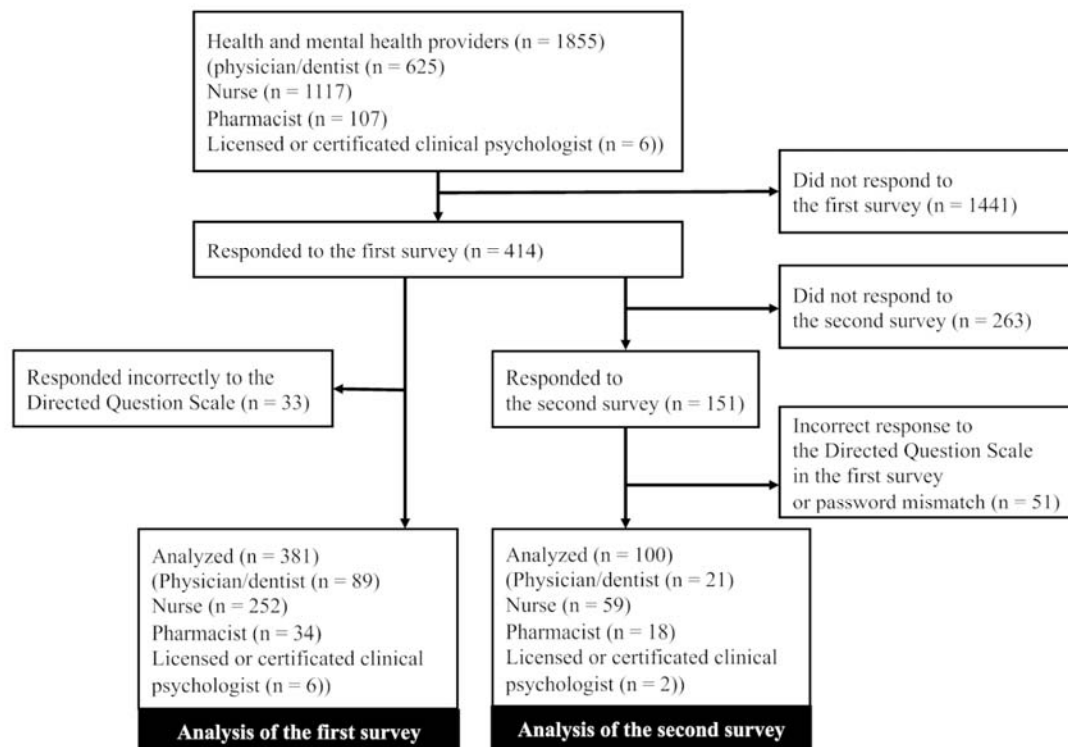 Health and mental health providers (n = 1855)
(physician/dentist (n = 625)
Nurse (n = 1117)
Pharmacist (n = 107)
Licensed or certificated clinical psychologist (n = 6))
Did not respond to
the first survey (n = 1441)
Responded to the first survey (n = 414)
Did not respond to
the second survey (n = 263)
Responded incorrectly to the
Directed Question Scale (n = 33)
Responded to
the second survey (n = 151)
Incorrect response to
the Directed Question Scale
in the first survey
or password mismatch (n = 51)
Analyzed (n = 381)
(Physician/dentist (n = 89)
Nurse (n = 252)
Pharmacist (n = 34)
Licensed or certificated clinical
psychologist (n = 6))
Analysis of the first survey
Analyzed (n = 100)
(Physician/dentist (n = 21)
Nurse (n = 59)
Pharmacist (n = 18)
Licensed or certificated clinical
psychologist (n = 2))
Analysis of the second survey